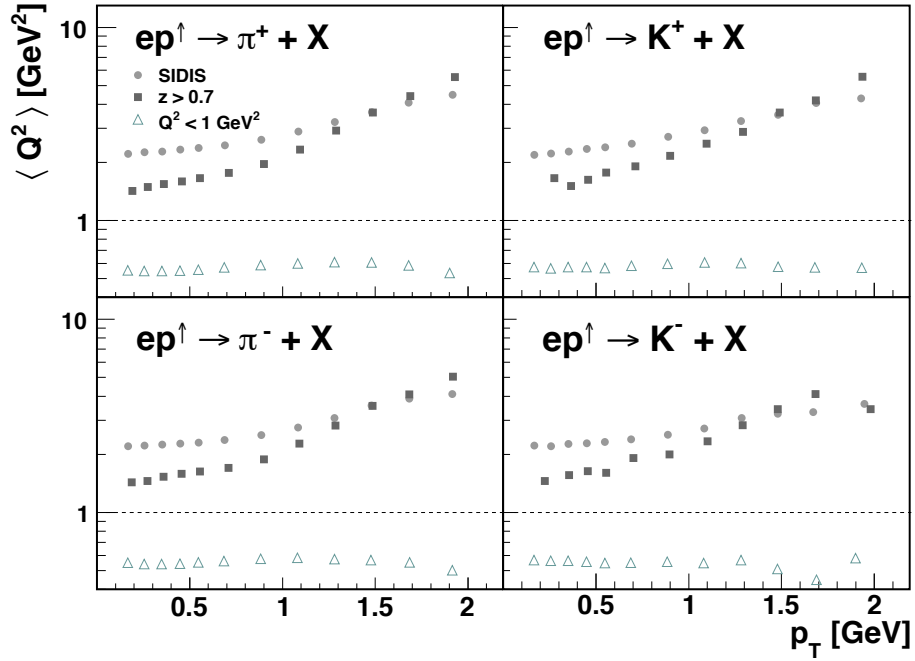 ⟨ Q² ⟩ [GeV²]
10
1
ep↑ → π⁺ + X
SIDIS
z > 0.7
Q² < 1 GeV²
ep↑ → K⁺ + X
10
1
ep↑ → π⁻ + X
ep↑ → K⁻ + X
0.5 1 1.5 2 0.5 1 1.5 2
p_T [GeV]